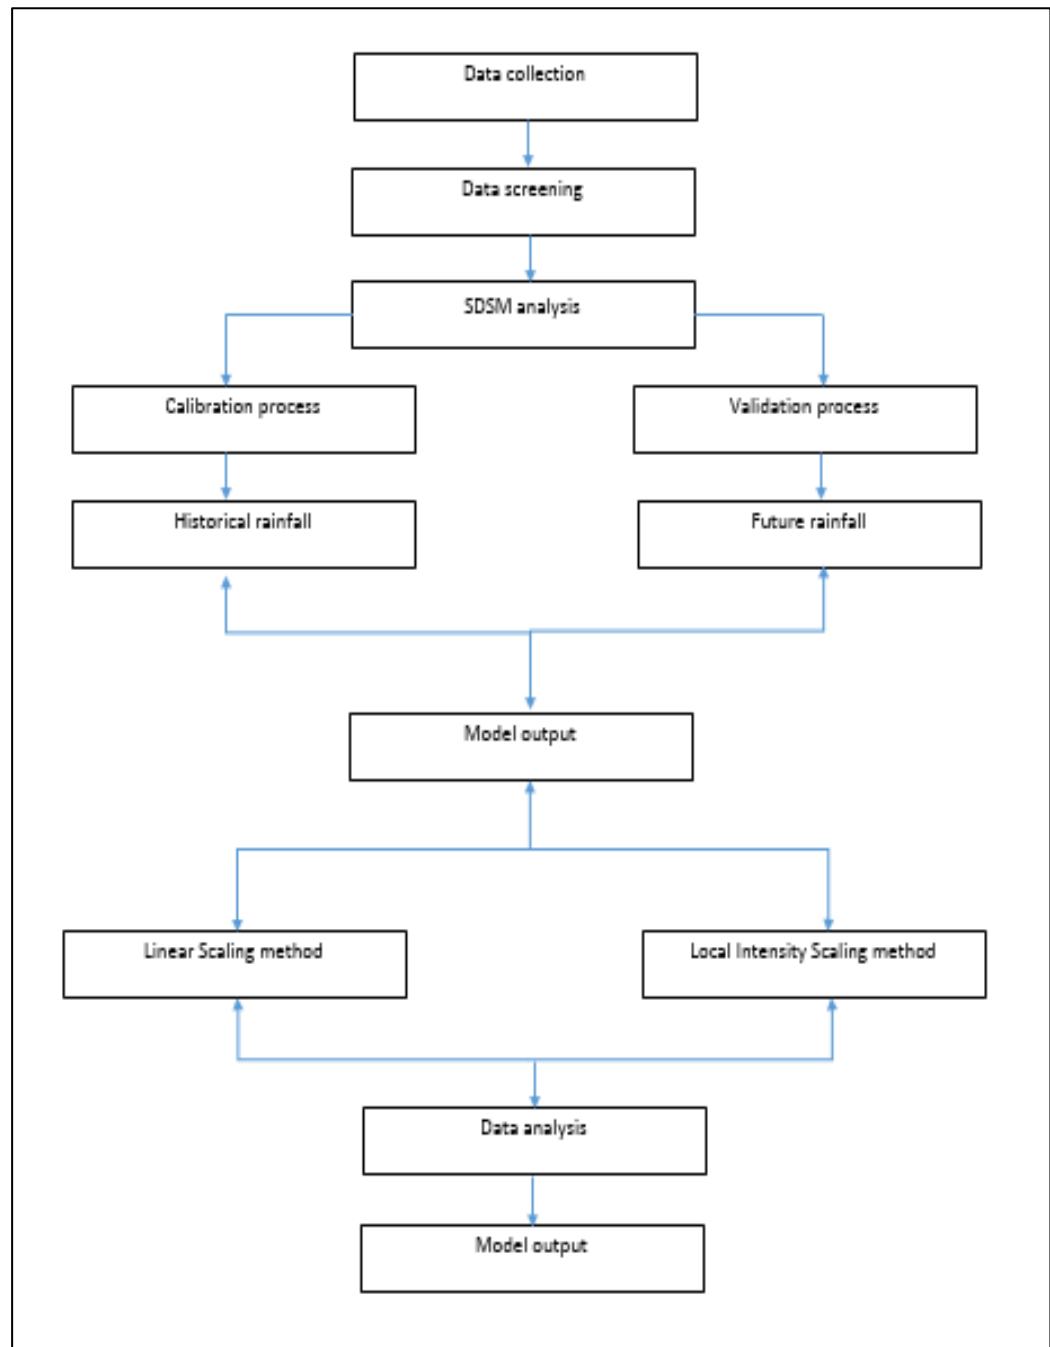 Data collection
Data screening
SDSM analysis
Calibration process
Validation process
Historical rainfall
Future rainfall
Model output
Linear Scaling method
Local Intensity Scaling method
Data analysis
Model output